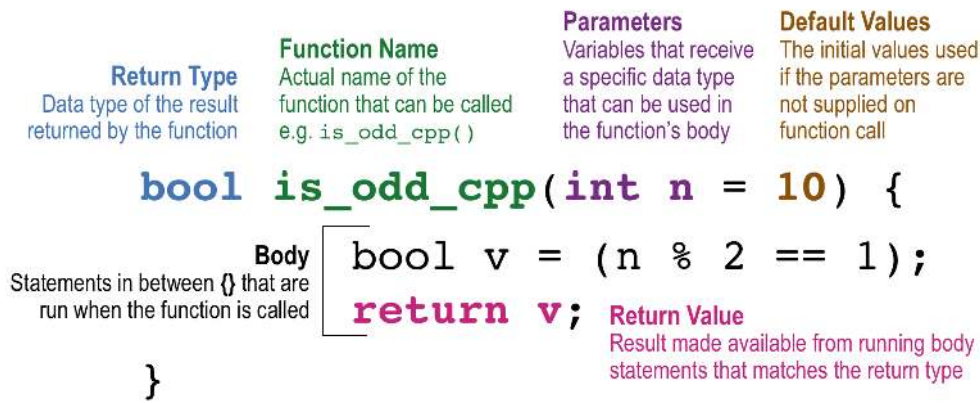 Return Type
Data type of the result
returned by the function
Function Name
Actual name of the
function that can be called
e.g. is_odd_cpp()
Parameters
Variables that receive
a specific data type
that can be used in
the function's body
Default Values
The initial values used
if the parameters are
not supplied on
function call
bool is_odd_cpp(int n = 10) {
Body
Statements in between {} that are
run when the function is called
bool v = (n % 2 == 1);
return v;
Return Value
Result made available from running body
statements that matches the return type
}